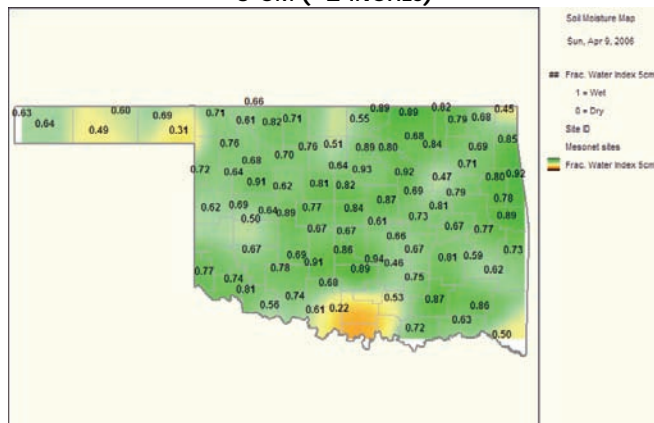 5 CM (~2 INCHES)
Soil Moisture Map
Sun, Apr 9, 2006
## Frac. Water Index 5cm
1 = Wet
0 = Dry
Site ID
Mesonet sites
Frac. Water Index 5cm
0.66
0.63 0.60 0.69 0.71 0.61 0.82 0.71 0.55 0.89 0.89 0.82 0.79 0.68 0.45
0.64 0.49 0.31
0.76 0.68 0.70 0.76 0.51 0.89 0.80 0.68 0.84 0.69 0.85
0.72 0.64 0.91 0.62 0.81 0.64 0.82 0.93 0.92 0.69 0.47 0.71 0.79 0.80 0.92
0.62 0.69 0.50 0.64 0.89 0.77 0.84 0.87 0.61 0.73 0.81 0.67 0.77 0.78 0.89
0.67 0.67 0.66
0.67 0.69 0.91 0.86 0.89 0.94 0.46 0.67 0.81 0.59 0.73
0.77 0.74 0.78 0.68 0.75 0.62
0.81 0.56 0.74 0.61 0.22 0.53 0.87 0.86
0.72 0.63 0.50